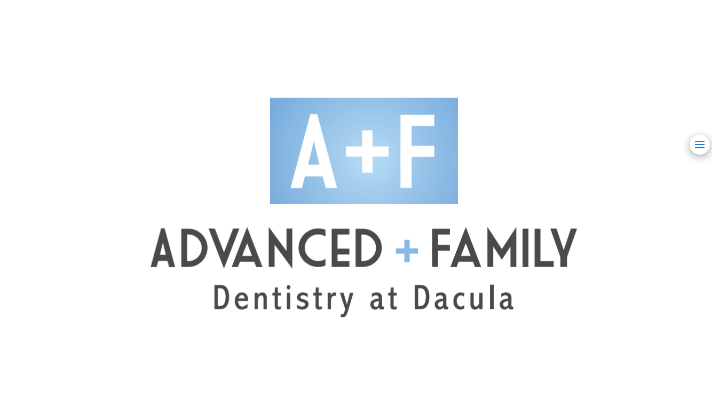 A+F
ADVANCED + FAMILY
Dentistry at Dacula